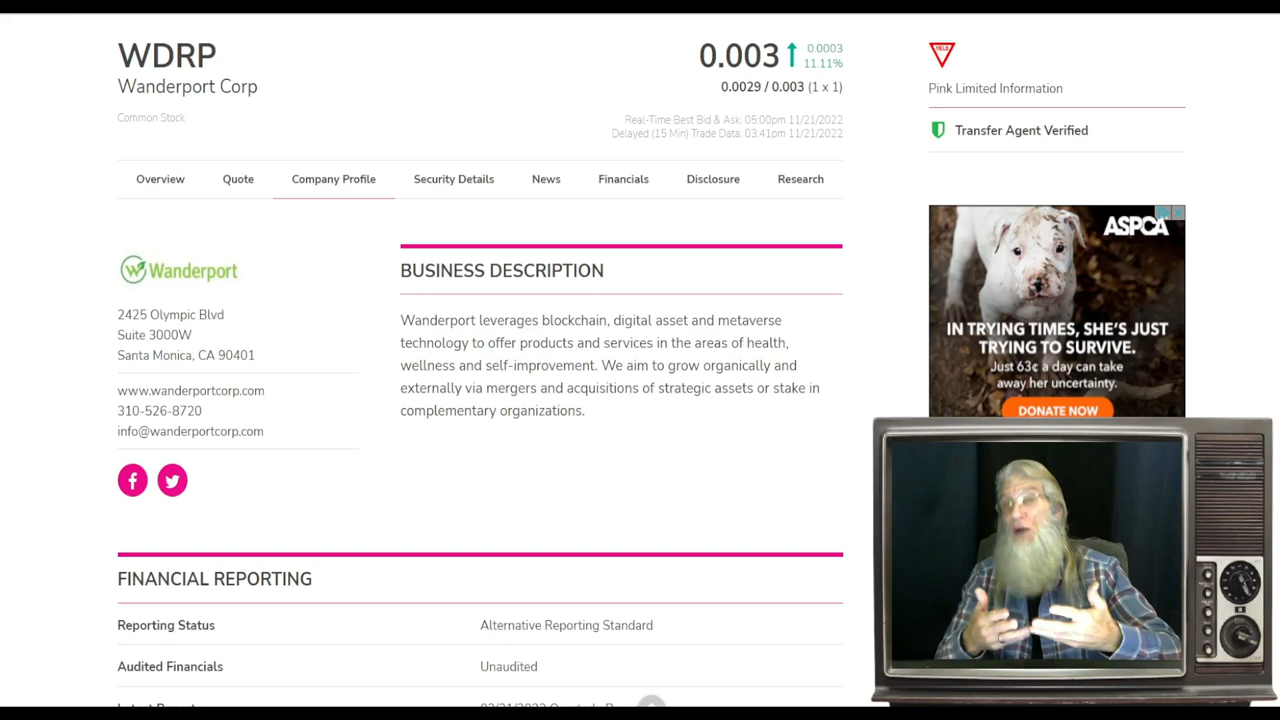 WDRP
Wanderport Corp
Common Stock
0.003
0.0003
11.11%
0.0029 / 0.003 (1 x 1)
Real-Time Best Bid & Ask: 05:00pm 11/21/2022
Delayed (15 Min) Trade Data: 03:41pm 11/21/2022
YIELD
Pink Limited Information
Transfer Agent Verified
Overview Quote Company Profile Security Details News Financials Disclosure Research
Wanderport
2425 Olympic Blvd
Suite 3000W
Santa Monica, CA 90401
www.wanderportcorp.com
310-526-8720
info@wanderportcorp.com
BUSINESS DESCRIPTION
Wanderport leverages blockchain, digital asset and metaverse
technology to offer products and services in the areas of health,
wellness and self-improvement. We aim to grow organically and
externally via mergers and acquisitions of strategic assets or stake in
complementary organizations.
ASPCA
IN TRYING TIMES, SHE'S JUST
TRYING TO SURVIVE.
Just 63¢ a day can take
away her uncertainty.
DONATE NOW
FINANCIAL REPORTING
Reporting Status Alternative Reporting Standard
Audited Financials Unaudited